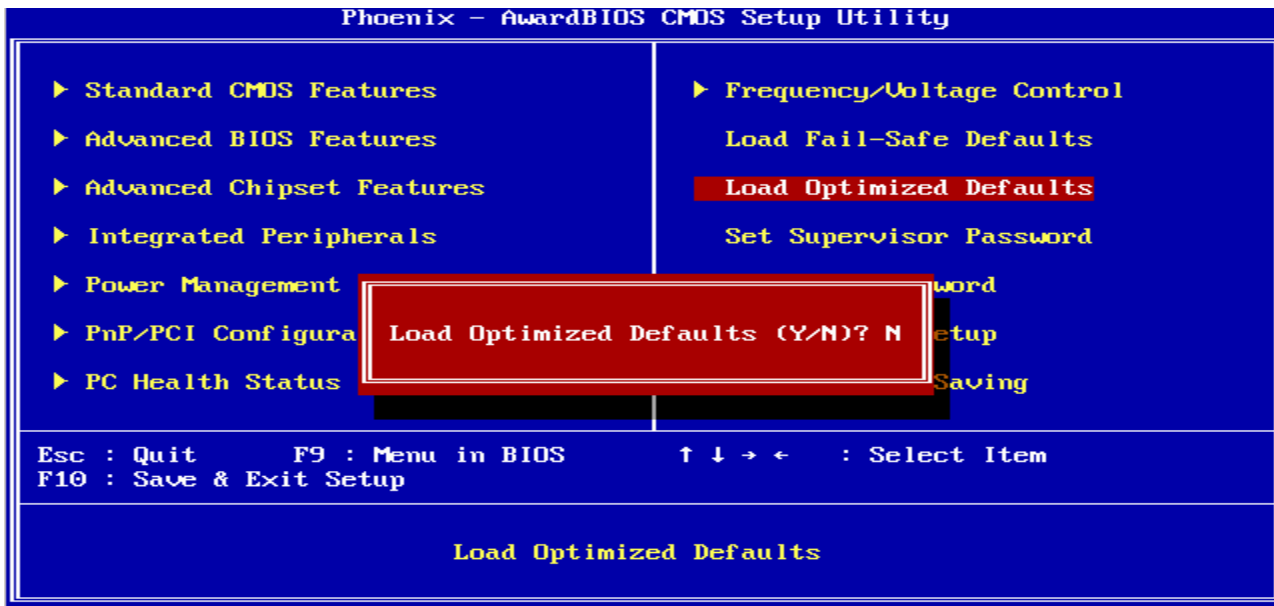 Phoenix - AwardBIOS CMOS Setup Utility
▶ Standard CMOS Features
▶ Advanced BIOS Features
▶ Advanced Chipset Features
▶ Integrated Peripherals
▶ Power Management
▶ PnP/PCI Configura
▶ PC Health Status
▶ Frequency/Voltage Control
Load Fail-Safe Defaults
Load Optimized Defaults
Set Supervisor Password
word
etup
Saving
Load Optimized Defaults (Y/N)? N
Esc : Quit F9 : Menu in BIOS ↑ ↓ → ← : Select Item
F10 : Save & Exit Setup
Load Optimized Defaults